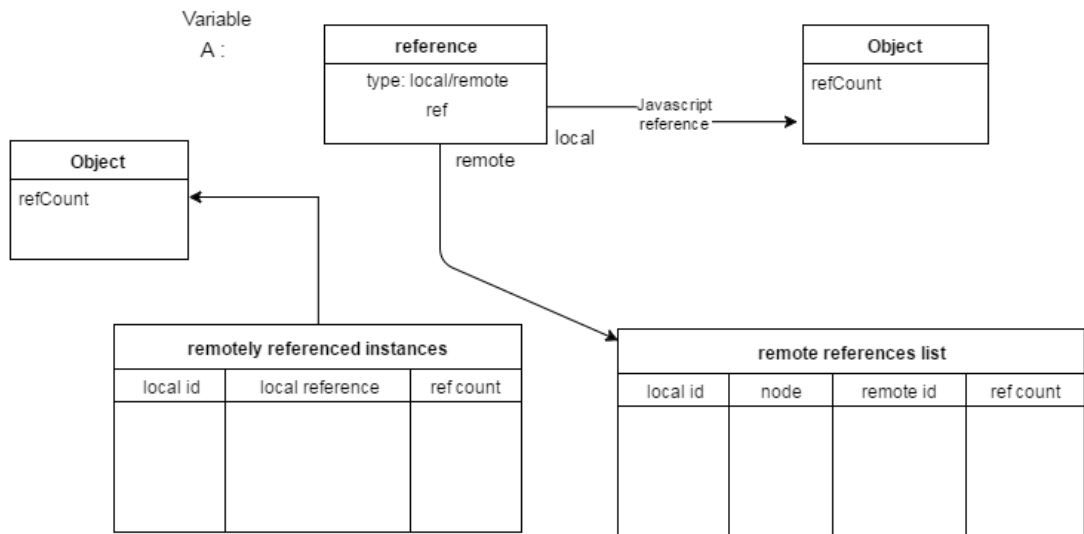 Variable
A :
reference
type: local/remote
ref
Javascript
reference
local
remote
Object
refCount
Object
refCount
remotely referenced instances
local id local reference ref count
remote references list
local id node remote id ref count